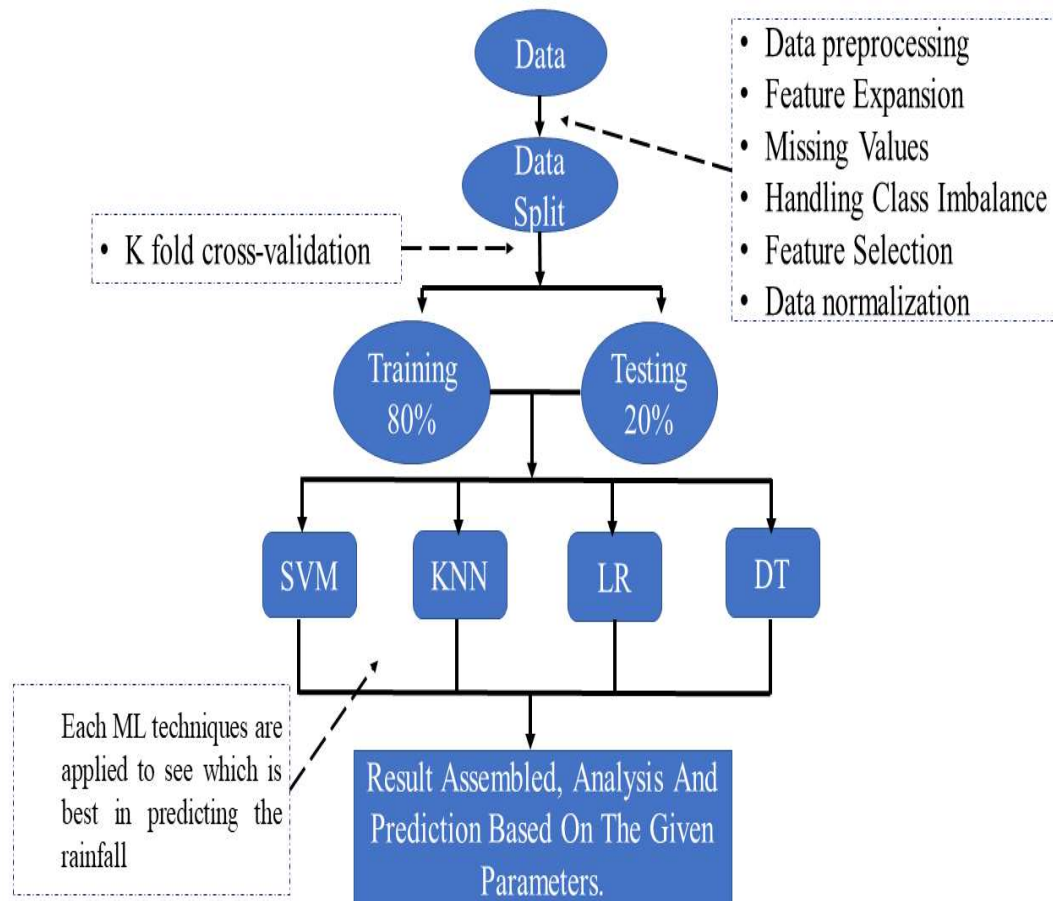 Data
• Data preprocessing
• Feature Expansion
• Missing Values
• Handling Class Imbalance
• Feature Selection
• Data normalization
Data
Split
• K fold cross-validation
Training
80%
Testing
20%
SVM
KNN
LR
DT
Each ML techniques are
applied to see which is
best in predicting the
rainfall
Result Assembled, Analysis And
Prediction Based On The Given
Parameters.